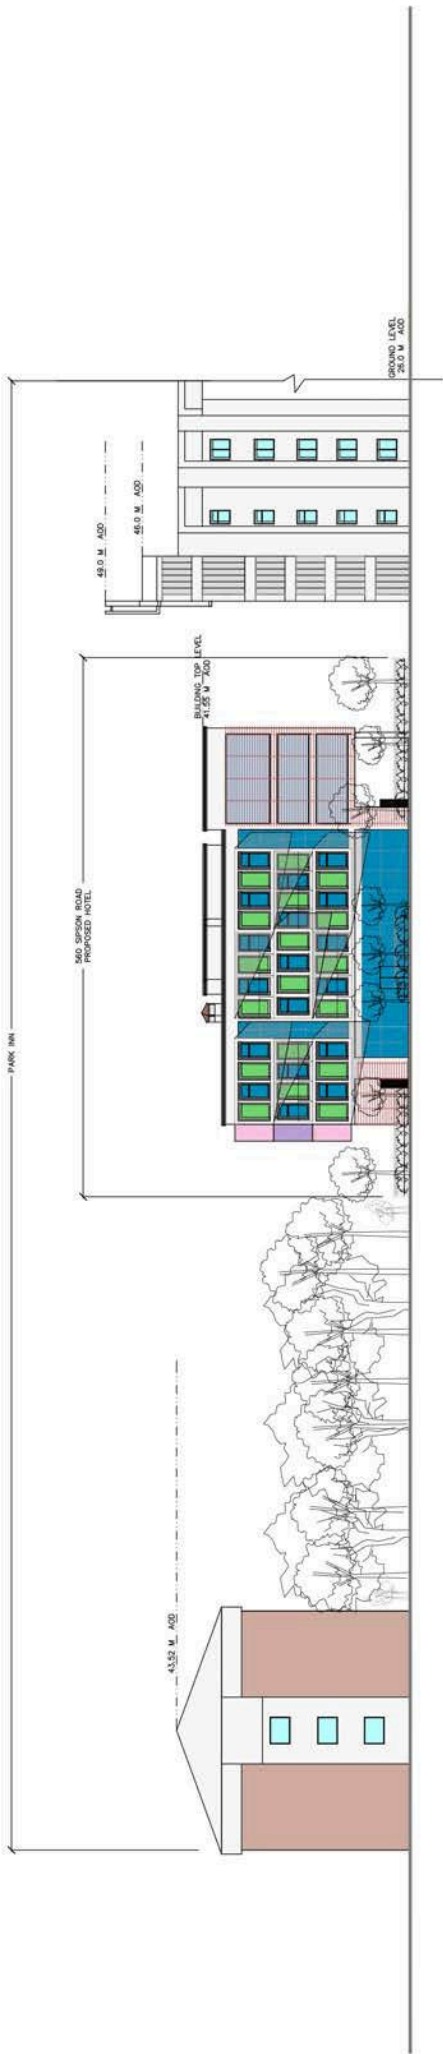 PARK INN
560 SIPSON ROAD
PROPOSED HOTEL
43.52 M AOD
BUILDING TOP LEVEL
41.55 M AOD
49.0 M AOD
46.0 M AOD
GROUND LEVEL
26.0 M AOD